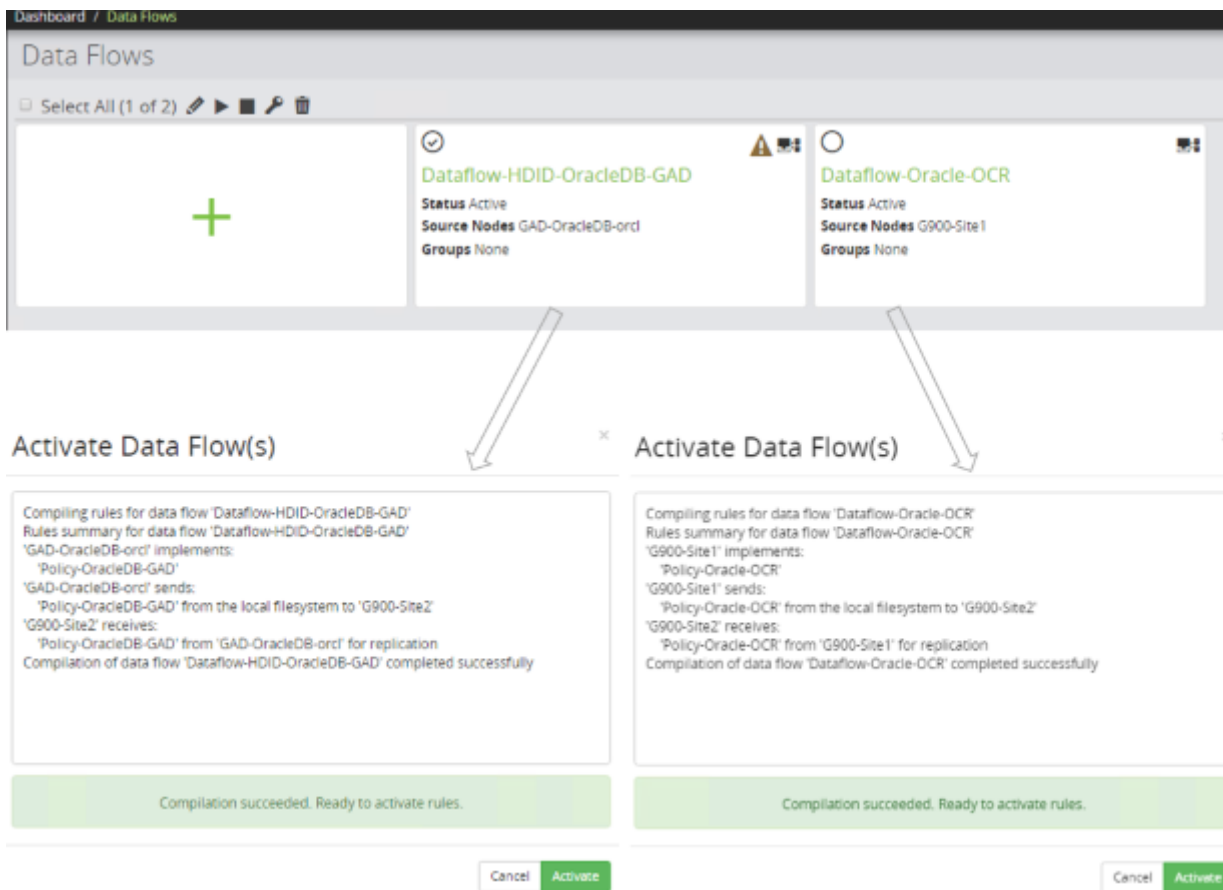 Dashboard / Data Flows
Data Flows
Select All (1 of 2)
Dataflow-HDID-OracleDB-GAD
Status Active
Source Nodes GAD-OracleDB-orcl
Groups None
Dataflow-Oracle-OCR
Status Active
Source Nodes G900-Site1
Groups None
Activate Data Flow(s)
Compiling rules for data flow 'Dataflow-HDID-OracleDB-GAD'
Rules summary for data flow 'Dataflow-HDID-OracleDB-GAD'
'GAD-OracleDB-orcl' implements:
'Policy-OracleDB-GAD'
'GAD-OracleDB-orcl' sends:
'Policy-OracleDB-GAD' from the local filesystem to 'G900-Site2'
'G900-Site2' receives:
'Policy-OracleDB-GAD' from 'GAD-OracleDB-orcl' for replication
Compilation of data flow 'Dataflow-HDID-OracleDB-GAD' completed successfully
Compilation succeeded. Ready to activate rules.
Cancel Activate
Activate Data Flow(s)
Compiling rules for data flow 'Dataflow-Oracle-OCR'
Rules summary for data flow 'Dataflow-Oracle-OCR'
'G900-Site1' implements:
'Policy-Oracle-OCR'
'G900-Site1' sends:
'Policy-Oracle-OCR' from the local filesystem to 'G900-Site2'
'G900-Site2' receives:
'Policy-Oracle-OCR' from 'G900-Site1' for replication
Compilation of data flow 'Dataflow-Oracle-OCR' completed successfully
Compilation succeeded. Ready to activate rules.
Cancel Activate